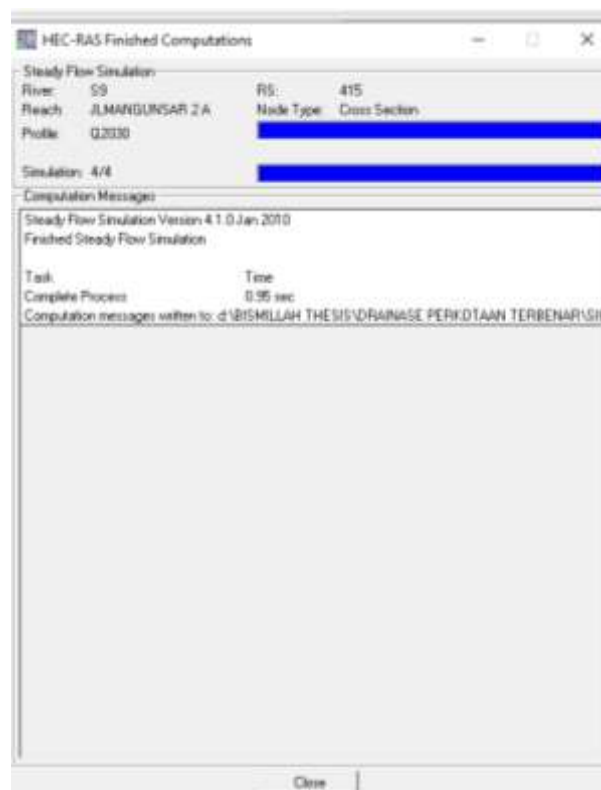 HEC-RAS Finished Computations
Steady Flow Simulation
River: S9 RS: 415
Reach: JLMANGUNSAR 2 A Node Type: Cross Section
Profile: Q2030
Simulation: 4/4
Computation Messages
Steady Flow Simulation Version 4.1.0 Jan 2010
Finished Steady Flow Simulation
Task Time
Complete Process 0.95 sec
Computation messages written to: d:\BISMILLAH THESIS\DRAINASE PERKOTAAN TERBENAR\
Close